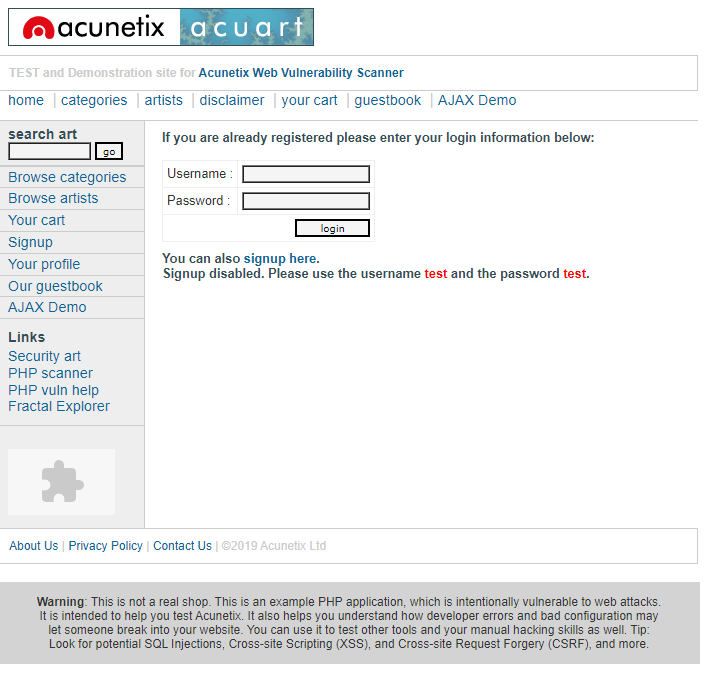 acunetix acuart
TEST and Demonstration site for Acunetix Web Vulnerability Scanner
home | categories | artists | disclaimer | your cart | guestbook | AJAX Demo
search art
go
Browse categories
Browse artists
Your cart
Signup
Your profile
Our guestbook
AJAX Demo
Links
Security art
PHP scanner
PHP vuln help
Fractal Explorer
If you are already registered please enter your login information below:
Username :
Password :
login
You can also signup here.
Signup disabled. Please use the username test and the password test.
About Us | Privacy Policy | Contact Us | ©2019 Acunetix Ltd
Warning: This is not a real shop. This is an example PHP application, which is intentionally vulnerable to web attacks.
It is intended to help you test Acunetix. It also helps you understand how developer errors and bad configuration may
let someone break into your website. You can use it to test other tools and your manual hacking skills as well. Tip:
Look for potential SQL Injections, Cross-site Scripting (XSS), and Cross-site Request Forgery (CSRF), and more.